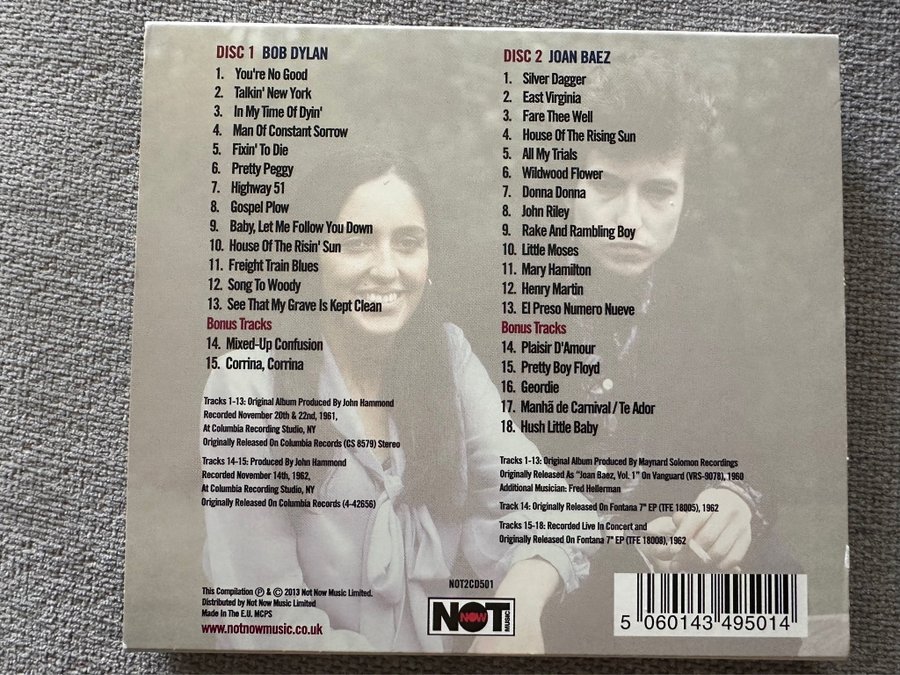 DISC 1 BOB DYLAN
1. You're No Good
2. Talkin' New York
3. In My Time Of Dyin'
4. Man Of Constant Sorrow
5. Fixin' To Die
6. Pretty Peggy
7. Highway 51
8. Gospel Plow
9. Baby, Let Me Follow You Down
10. House Of The Risin' Sun
11. Freight Train Blues
12. Song To Woody
13. See That My Grave Is Kept Clean
Bonus Tracks
14. Mixed-Up Confusion
15. Corrina, Corrina
Tracks 1-13: Original Album Produced By John Hammond
Recorded November 20th & 22nd, 1961,
At Columbia Recording Studio, NY
Originally Released On Columbia Records (CS 8579) Stereo
Tracks 14-15: Produced By John Hammond
Recorded November 14th, 1962,
At Columbia Recording Studio, NY
Originally Released On Columbia Records (4-42656)
DISC 2 JOAN BAEZ
1. Silver Dagger
2. East Virginia
3. Fare Thee Well
4. House Of The Rising Sun
5. All My Trials
6. Wildwood Flower
7. Donna Donna
8. John Riley
9. Rake And Rambling Boy
10. Little Moses
11. Mary Hamilton
12. Henry Martin
13. El Preso Numero Nueve
Bonus Tracks
14. Plaisir D'Amour
15. Pretty Boy Floyd
16. Geordie
17. Manhã de Carnival / Te Ador
18. Hush Little Baby
Tracks 1-13: Original Album Produced By Maynard Solomon Recordings
Originally Released As "Joan Baez, Vol. 1" On Vanguard (VRS-9078), 1960
Additional Musician: Fred Hellerman
Track 14: Originally Released On Fontana 7" EP (TFE 18005), 1962
Tracks 15-18: Recorded Live In Concert and
Originally Released On Fontana 7" EP (TFE 18008), 1962
This Compilation ℗ & © 2013 Not Now Music Limited.
Distributed by Not Now Music Limited
Made In The E.U. MCPS
www.notnowmusic.co.uk
NOT2CD501
NOT NOW MUSIC
5 060143 495014